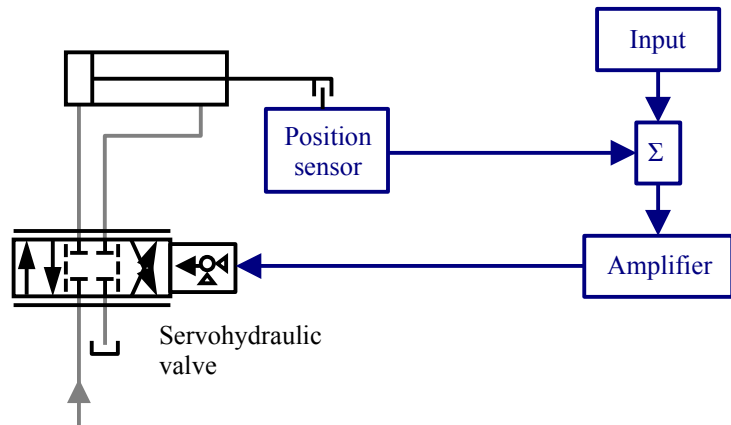 Input
Position
sensor
Σ
Amplifier
Servohydraulic
valve